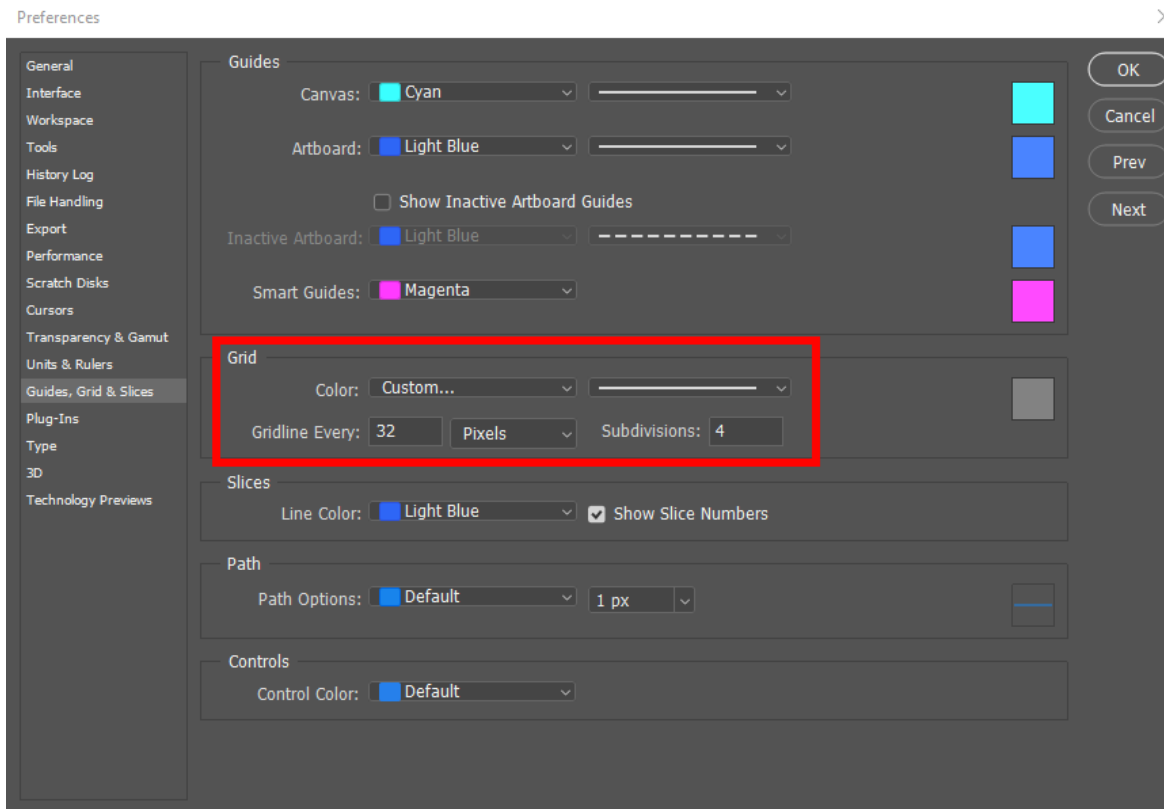 Preferences
General
Interface
Workspace
Tools
History Log
File Handling
Export
Performance
Scratch Disks
Cursors
Transparency & Gamut
Units & Rulers
Guides, Grid & Slices
Plug-Ins
Type
3D
Technology Previews
Guides
Canvas: Cyan
Artboard: Light Blue
Show Inactive Artboard Guides
Inactive Artboard: Light Blue
Smart Guides: Magenta
Grid
Color: Custom...
Gridline Every: 32 Pixels Subdivisions: 4
Slices
Line Color: Light Blue Show Slice Numbers
Path
Path Options: Default 1 px
Controls
Control Color: Default
OK
Cancel
Prev
Next